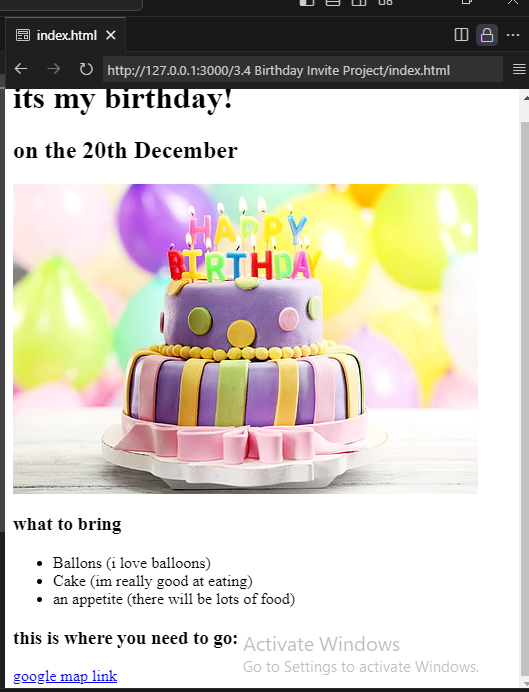 index.html
http://127.0.0.1:3000/3.4 Birthday Invite Project/index.html
its my birthday!
on the 20th December
HAPPY
BIRTHDAY
what to bring
Ballons (i love balloons)
Cake (im really good at eating)
an appetite (there will be lots of food)
this is where you need to go:
Activate Windows
Go to Settings to activate Windows.
google map link